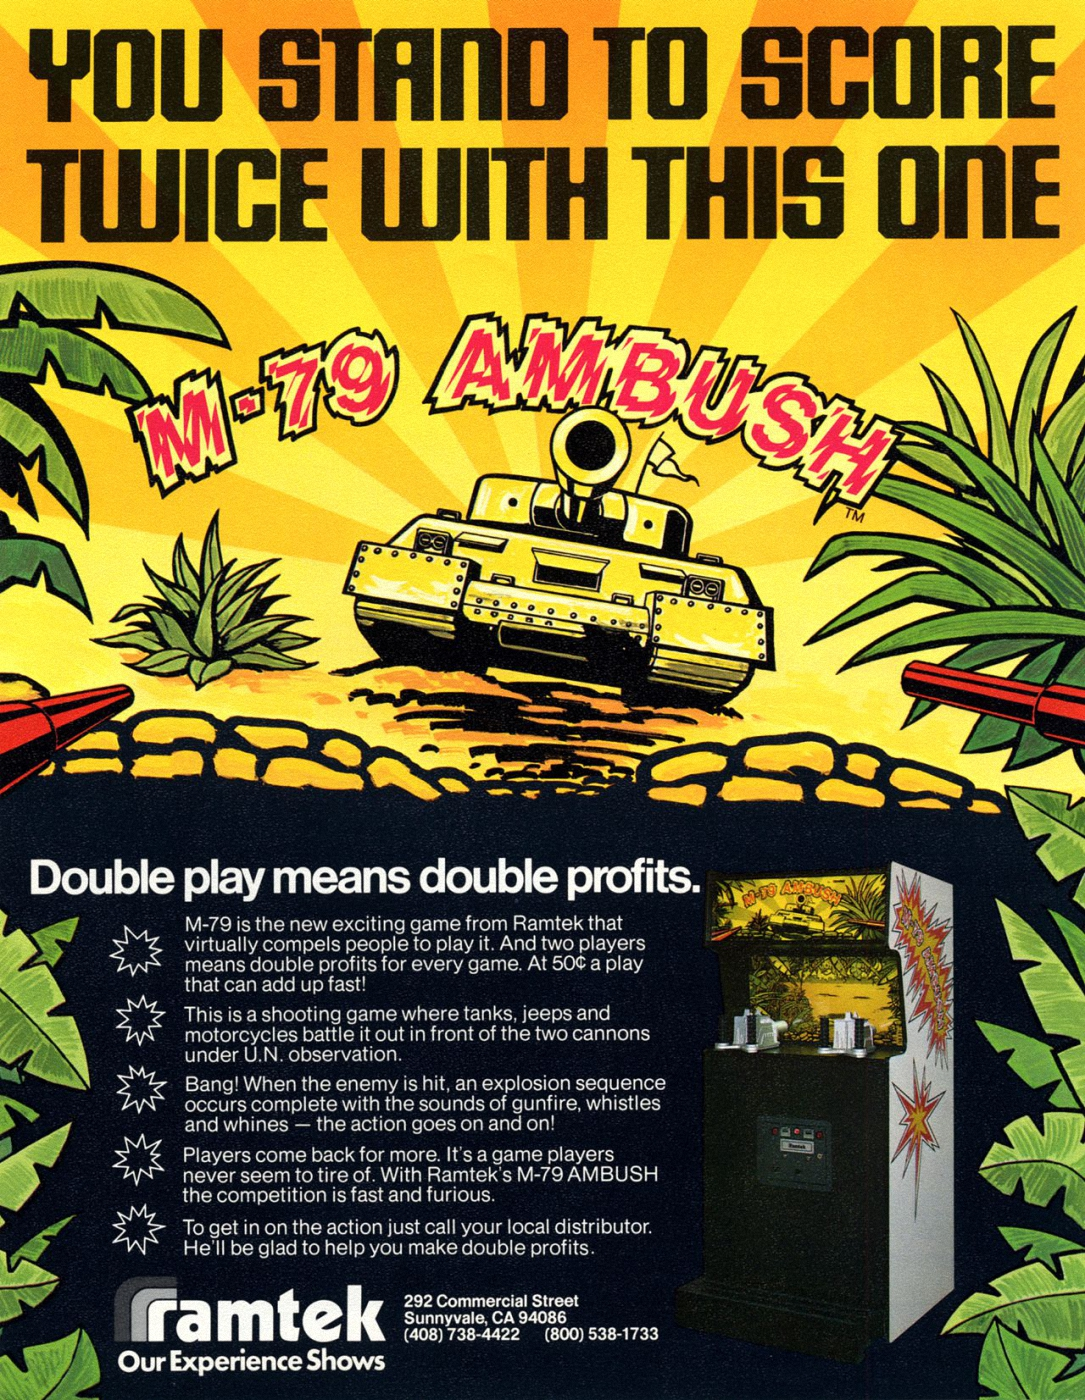 YOU STAND TO SCORE
TWICE WITH THIS ONE
M-79 AMBUSH
TM
Double play means double profits.
M-79 is the new exciting game from Ramtek that
virtually compels people to play it. And two players
means double profits for every game. At 50¢ a play
that can add up fast!
This is a shooting game where tanks, jeeps and
motorcycles battle it out in front of the two cannons
under U.N. observation.
Bang! When the enemy is hit, an explosion sequence
occurs complete with the sounds of gunfire, whistles
and whines — the action goes on and on!
Players come back for more. It's a game players
never seem to tire of. With Ramtek's M-79 AMBUSH
the competition is fast and furious.
To get in on the action just call your local distributor.
He'll be glad to help you make double profits.
M-79 AMBUSH
Ramtek
ramtek
Our Experience Shows
292 Commercial Street
Sunnyvale, CA 94086
(408) 738-4422 (800) 538-1733